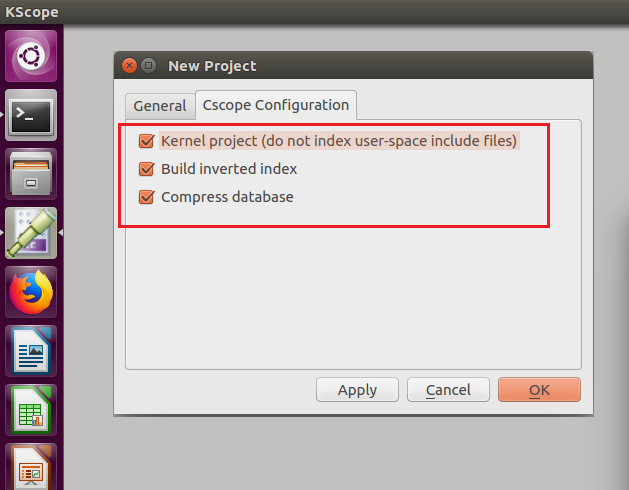 KScope
New Project
General
Cscope Configuration
Kernel project (do not index user-space include files)
Build inverted index
Compress database
Apply
Cancel
OK